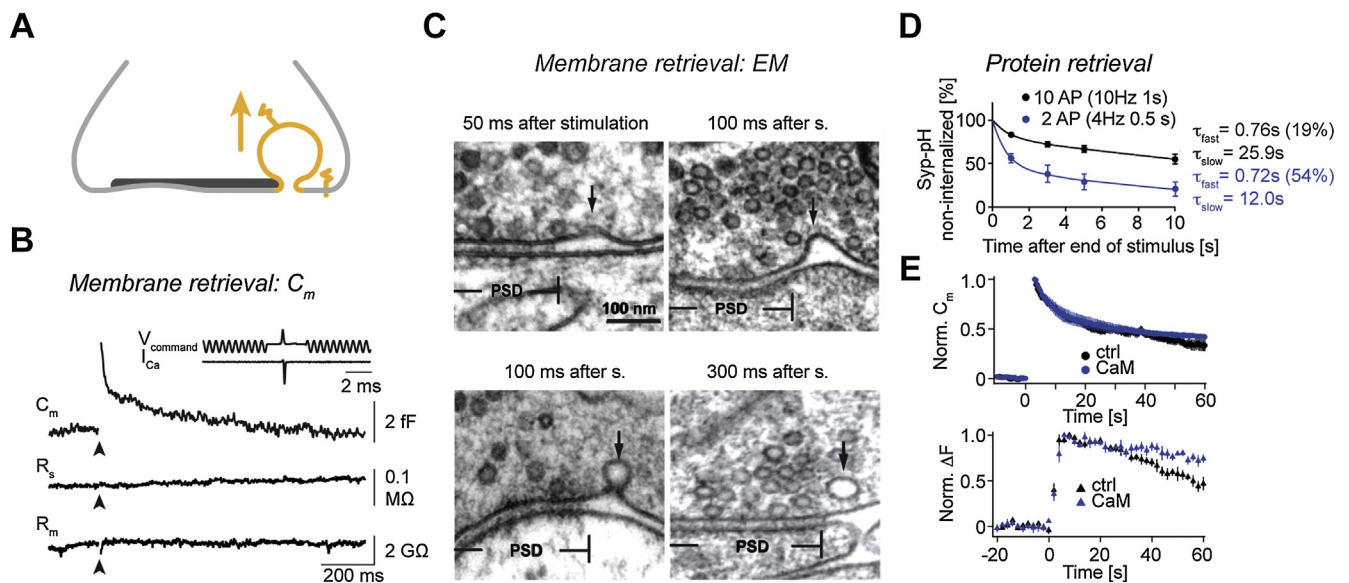 A
B
Membrane retrieval: Cm
Vcommand
ICa
2 ms
Cm
2 fF
Rs
0.1
MΩ
Rm
2 GΩ
200 ms
C
Membrane retrieval: EM
50 ms after stimulation
100 ms after s.
PSD
100 nm
PSD
100 ms after s.
300 ms after s.
PSD
PSD
D
Protein retrieval
Syp-pH
non-internalized [%]
100
50
0
10 AP (10Hz 1s)
2 AP (4Hz 0.5 s)
τfast= 0.76s (19%)
τslow= 25.9s
τfast= 0.72s (54%)
τslow= 12.0s
0 2 4 6 8 10
Time after end of stimulus [s]
E
Norm. Cm
1.0
0.5
0
ctrl
CaM
0 20 40 60
Time [s]
Norm. ΔF
1.0
0.5
0
ctrl
CaM
-20 0 20 40 60
Time [s]